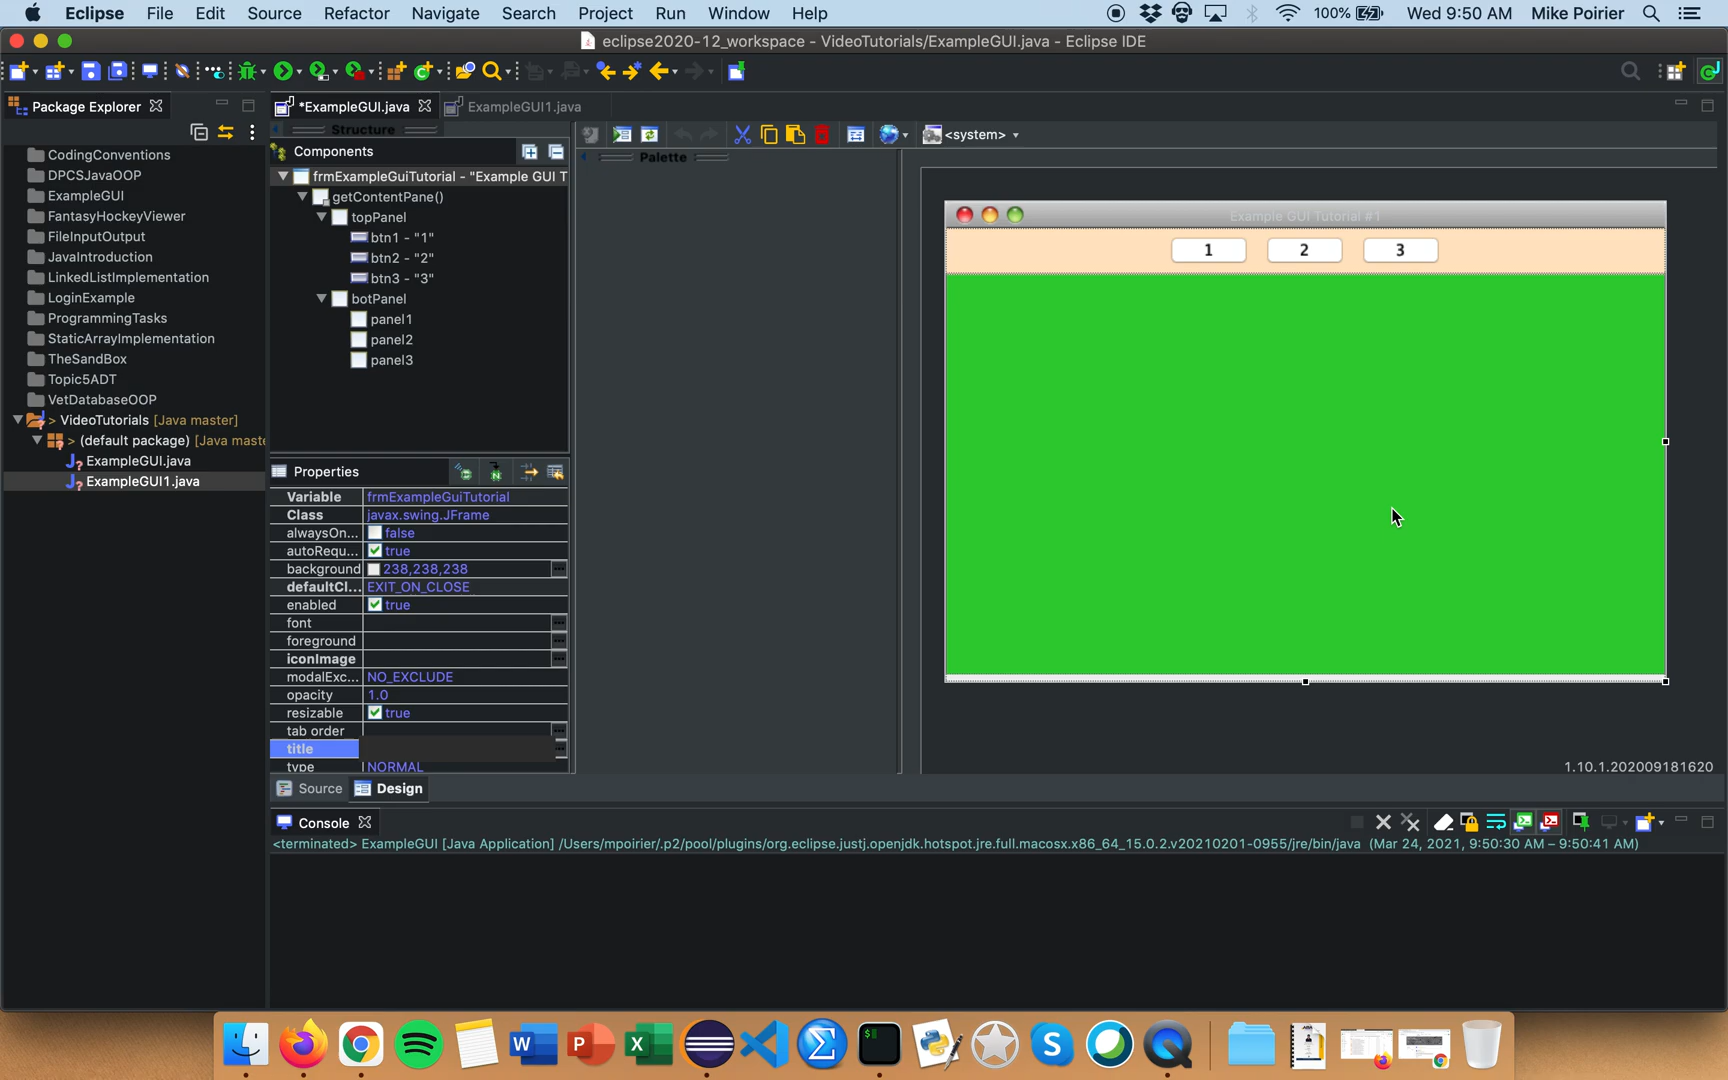 Eclipse File Edit Source Refactor Navigate Search Project Run Window Help 100% Wed 9:50 AM Mike Poirier
eclipse2020-12_workspace - VideoTutorials/ExampleGUI.java - Eclipse IDE
Package Explorer
CodingConventions
DPCSJavaOOP
ExampleGUI
FantasyHockeyViewer
FileInputOutput
JavaIntroduction
LinkedListImplementation
LoginExample
ProgrammingTasks
StaticArrayImplementation
TheSandBox
Topic5ADT
VetDatabaseOOP
> VideoTutorials [Java master]
> (default package) [Java maste
ExampleGUI.java
ExampleGUI1.java
*ExampleGUI.java ExampleGUI1.java
Structure
Components
frmExampleGuiTutorial - "Example GUI T
getContentPane()
topPanel
btn1 - "1"
btn2 - "2"
btn3 - "3"
botPanel
panel1
panel2
panel3
Properties
Variable frmExampleGuiTutorial
Class javax.swing.JFrame
alwaysOn... false
autoRequ... true
background 238,238,238
defaultCl... EXIT_ON_CLOSE
enabled true
font
foreground
iconImage
modalExc... NO_EXCLUDE
opacity 1.0
resizable true
tab order
title
type NORMAL
Palette
<system>
Example GUI Tutorial #1
1 2 3
1.10.1.202009181620
Source Design
Console
<terminated> ExampleGUI [Java Application] /Users/mpoirier/.p2/pool/plugins/org.eclipse.justj.openjdk.hotspot.jre.full.macosx.x86_64_15.0.2.v20210201-0955/jre/bin/java (Mar 24, 2021, 9:50:30 AM – 9:50:41 AM)